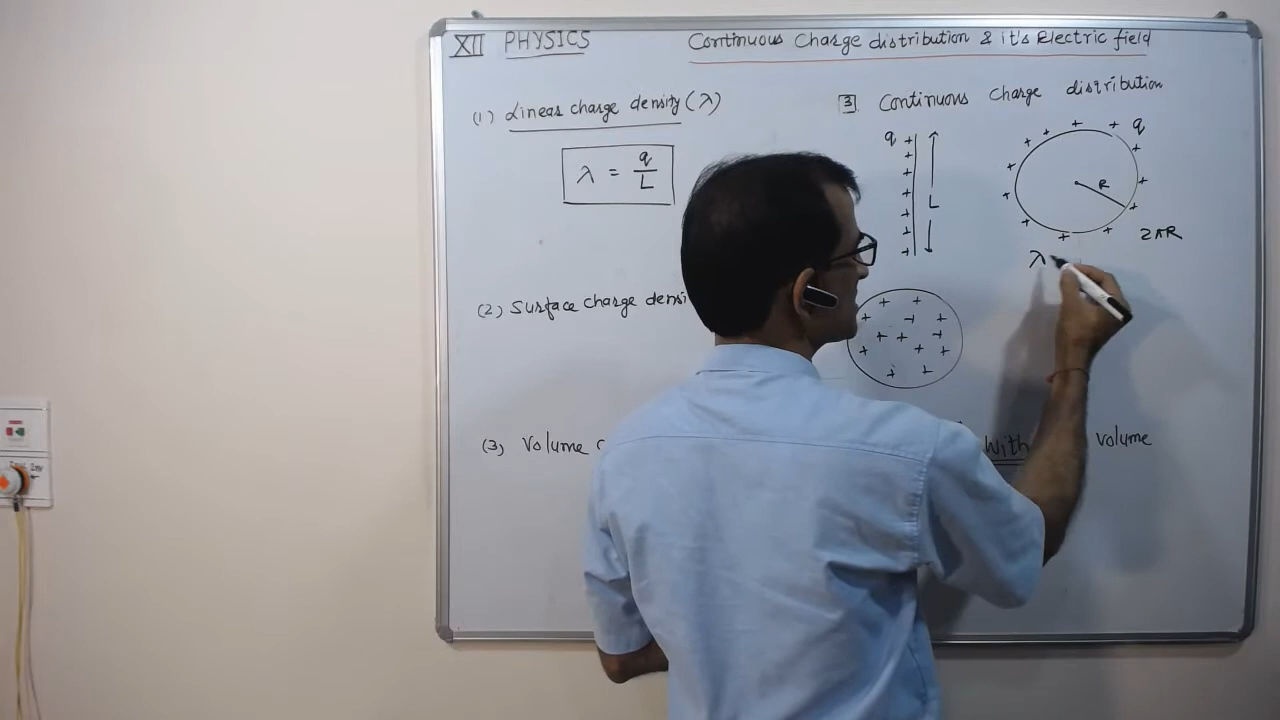 XII PHYSICS
Continuous Charge distribution & it's Electric field
(1) Linear charge density (λ)
λ = q/L
(2) Surface charge densi
(3) Volume
3 Continuous Charge distribution
q
L
q
R
2πR
λ
With
volume